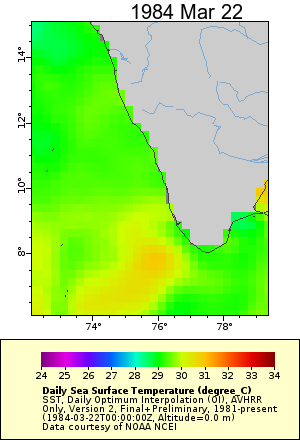 1984 Mar 22
14°
12°
10°
8°
74°
76°
78°
24 25 26 27 28 29 30 31 32 33 34
Daily Sea Surface Temperature (degree_C)
SST, Daily Optimum Interpolation (OI), AVHRR
Only, Version 2, Final+Preliminary, 1981-present
(1984-03-22T00:00:00Z, Altitude=0.0 m)
Data courtesy of NOAA NCEI